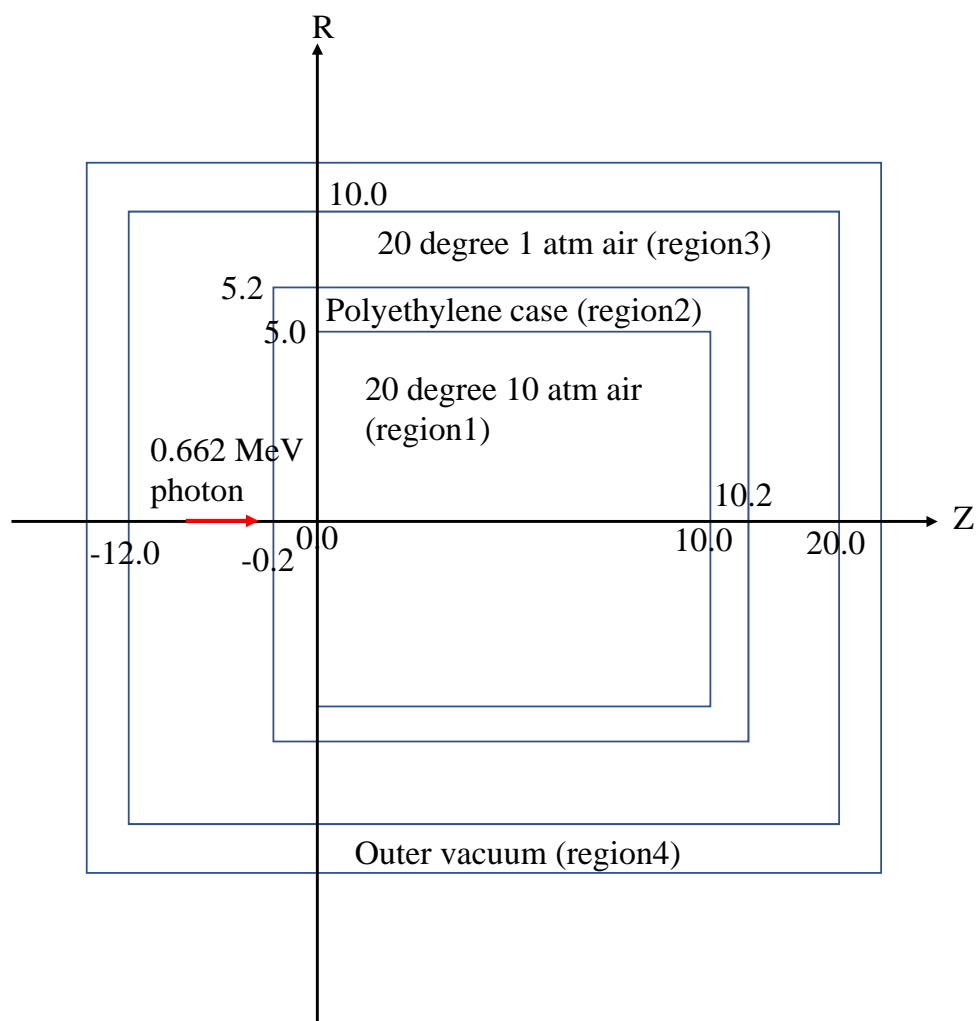 R
10.0
20 degree 1 atm air (region3)
5.2
Polyethylene case (region2)
5.0
20 degree 10 atm air
(region1)
0.662 MeV
photon
10.2
Z
-12.0
-0.2
0.0
10.0
20.0
Outer vacuum (region4)